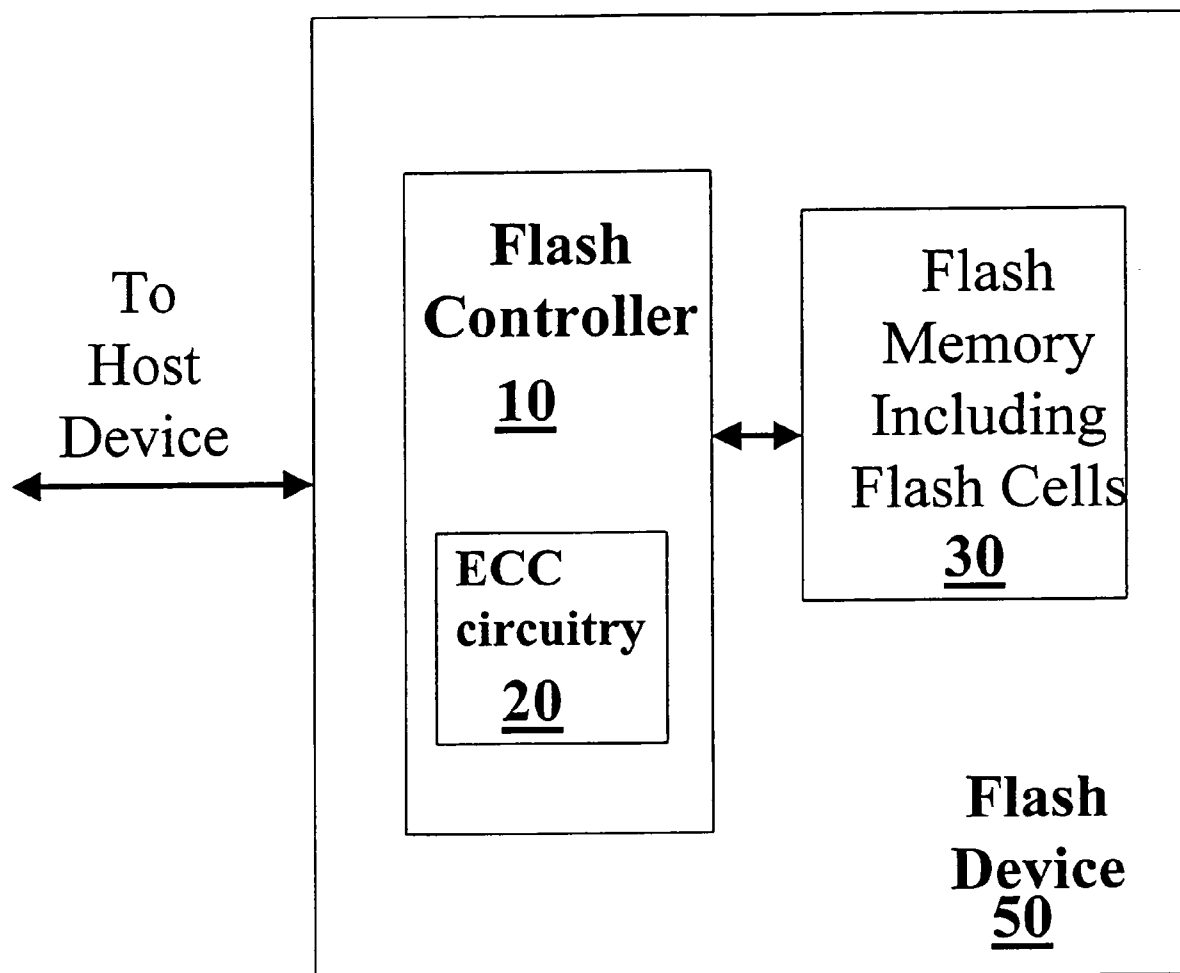 To
Host
Device
Flash
Controller
10
ECC
circuitry
20
Flash
Memory
Including
Flash Cells
30
Flash
Device
50